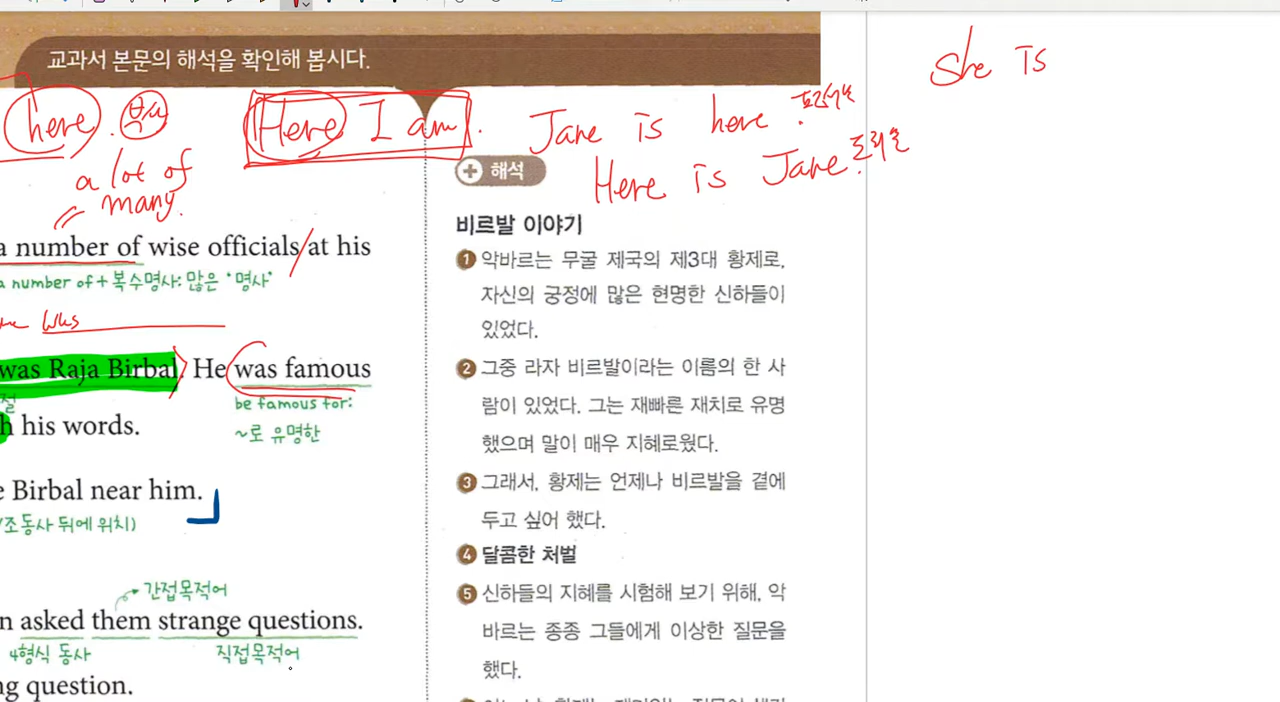 교과서 본문의 해석을 확인해 봅시다.
She is
here. 부사 Here I am. Jane is here.
Here is Jane. 도치O
a lot of
many.
+ 해석
비르발 이야기
a number of wise officials/at his
a number of + 복수명사: 많은 '명사'
was
was Raja Birbal. He was famous
be famous for:
~로 유명한
h his words.
e Birbal near him.
/조동사 뒤에 위치)
간접목적어
n asked them strange questions.
4형식 동사 직접목적어
ng question.
1 악바르는 무굴 제국의 제3대 황제로,
자신의 궁정에 많은 현명한 신하들이
있었다.
2 그중 라자 비르발이라는 이름의 한 사
람이 있었다. 그는 재빠른 재치로 유명
했으며 말이 매우 지혜로웠다.
3 그래서, 황제는 언제나 비르발을 곁에
두고 싶어 했다.
4 달콤한 처벌
5 신하들의 지혜를 시험해 보기 위해, 악
바르는 종종 그들에게 이상한 질문을
했다.